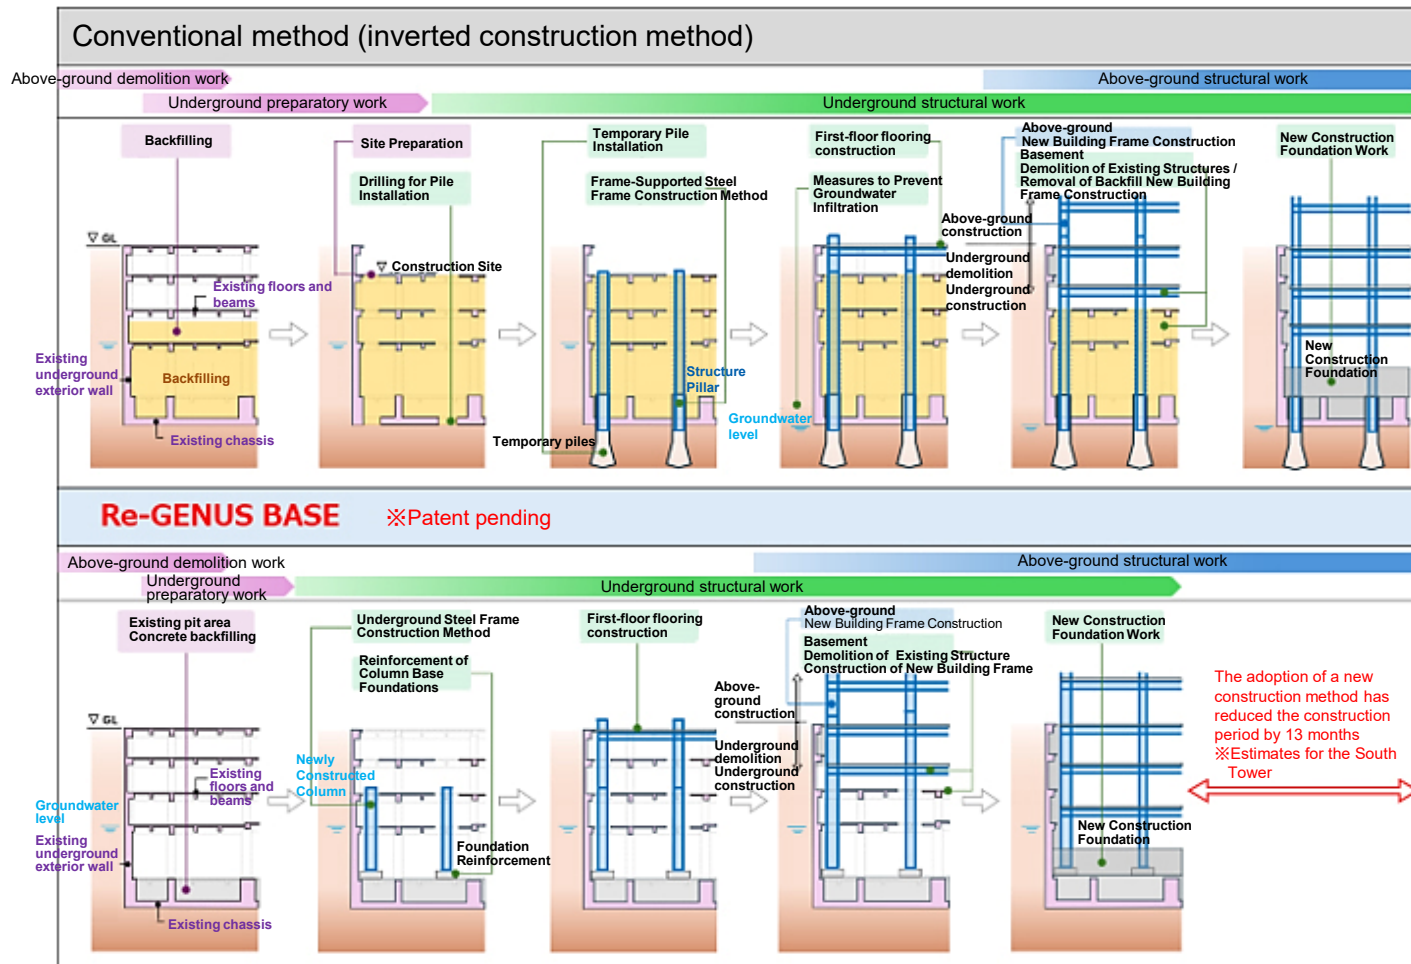 Conventional method (inverted construction method)
Above-ground demolition work
Above-ground structural work
Underground preparatory work
Underground structural work
Backfilling
Site Preparation
Drilling for Pile
Installation
Temporary Pile
Installation
Frame-Supported Steel
Frame Construction Method
First-floor flooring
construction
Measures to Prevent
Groundwater
Infiltration
Above-ground
New Building Frame Construction
Basement
Demolition of Existing Structures /
Removal of Backfill New Building
Frame Construction
New Construction
Foundation Work
▽ GL
▽ Construction Site
Existing floors and
beams
Existing
underground
exterior wall
Backfilling
Existing chassis
Temporary piles
Structure
Pillar
Groundwater
level
Above-ground
construction
Underground
demolition
Underground
construction
New
Construction
Foundation
Re-GENUS BASE
※Patent pending
Above-ground demolition work
Above-ground structural work
Underground
preparatory work
Underground structural work
Existing pit area
Concrete backfilling
Underground Steel Frame
Construction Method
Reinforcement of
Column Base
Foundations
First-floor flooring
construction
Above-ground
New Building Frame Construction
Basement
Demolition of Existing Structure
Construction of New Building Frame
New Construction
Foundation Work
▽ GL
Existing
floors and
beams
Groundwater
level
Existing
underground
exterior wall
Existing chassis
Newly
Constructed
Column
Foundation
Reinforcement
Above-
ground
construction
Underground
demolition
Underground
construction
New Construction
Foundation
The adoption of a new
construction method has
reduced the construction
period by 13 months
※Estimates for the South
Tower